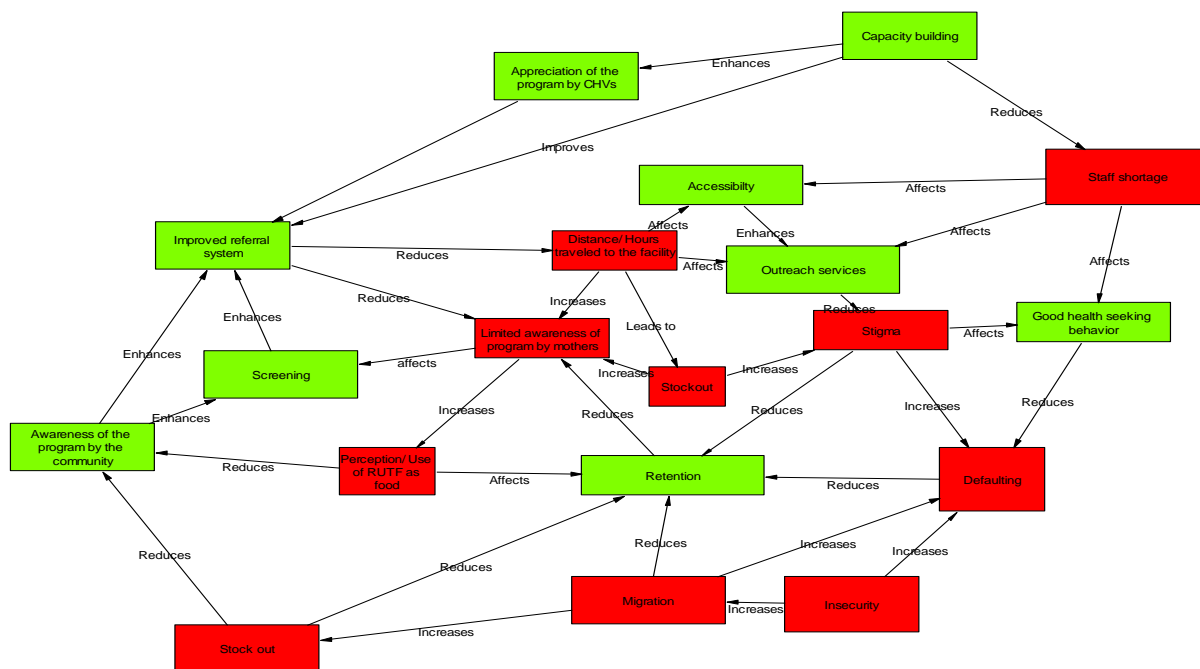 Capacity building
Enhances
Appreciation of the
program by CHVs
Reduces
Improves
Staff shortage
Accessibilty
Affects
Affects
Enhances
Affects
Improved referral
system
Reduces
Distance/ Hours
traveled to the facility
Affects
Outreach services
Affects
Reduces
Increases
Reduces
Leads to
Limited awareness of
program by mothers
Stigma
Affects
Good health seeking
behavior
Enhances
Enhances
affects
Screening
Increases
Stockout
Increases
Reduces
Increases
Reduces
Increases
Reduces
Enhances
Awareness of the
program by the
community
Reduces
Perception/ Use
of RUTF as
food
Affects
Retention
Reduces
Defaulting
Reduces
Reduces
Reduces
Increases
Increases
Migration
Increases
Insecurity
Increases
Stock out